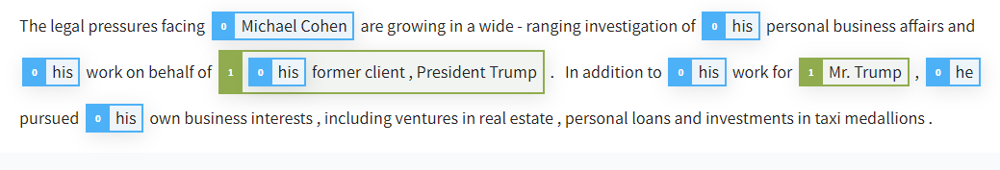 The legal pressures facing 0 Michael Cohen are growing in a wide - ranging investigation of 0 his personal business affairs and
0 his work on behalf of 1 0 his former client , President Trump . In addition to 0 his work for 1 Mr. Trump , 0 he
pursued 0 his own business interests , including ventures in real estate , personal loans and investments in taxi medallions .